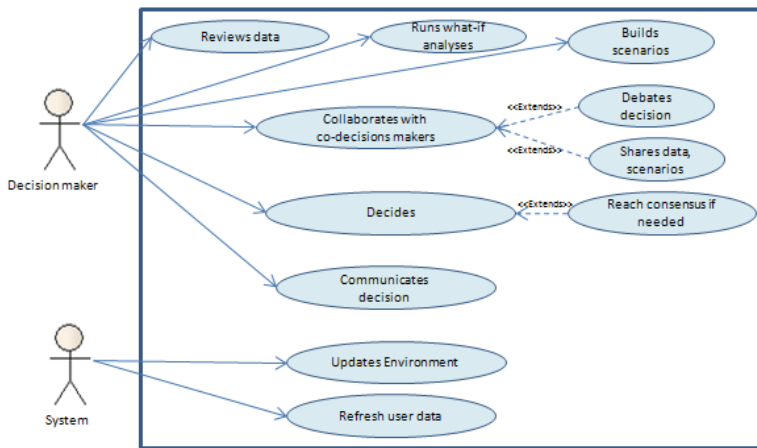 Reviews data
Runs what-if
analyses
Builds
scenarios
Collaborates with
co-decisions makers
<<Extends>>
Debates
decision
<<Extends>>
Shares data,
scenarios
Decision maker
Decides
<<Extends>>
Reach consensus if
needed
Communicates
decision
Updates Environment
System
Refresh user data